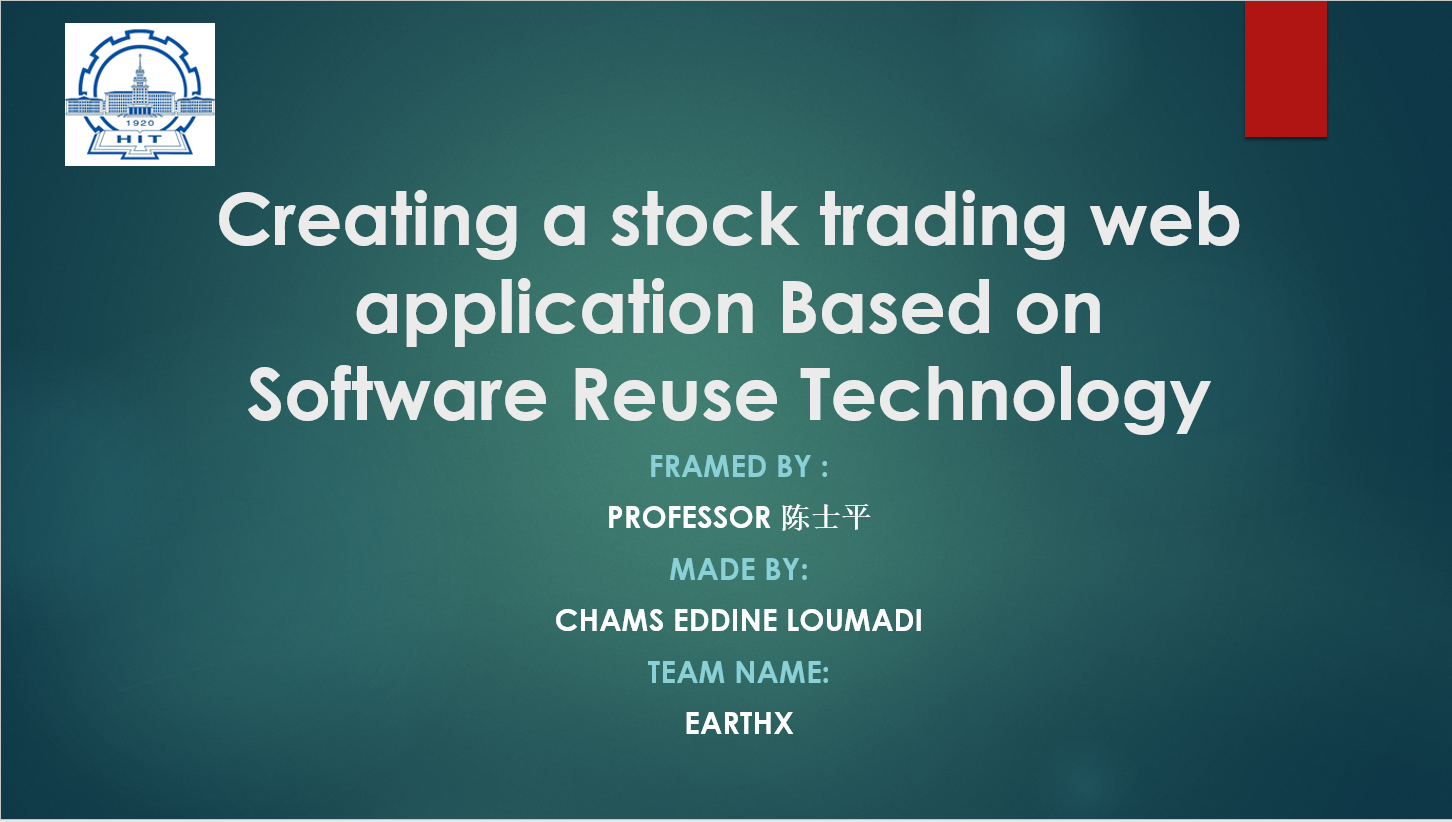 1920
HIT
Creating a stock trading web
application Based on
Software Reuse Technology
FRAMED BY :
PROFESSOR 陈士平
MADE BY:
CHAMS EDDINE LOUMADI
TEAM NAME:
EARTHX